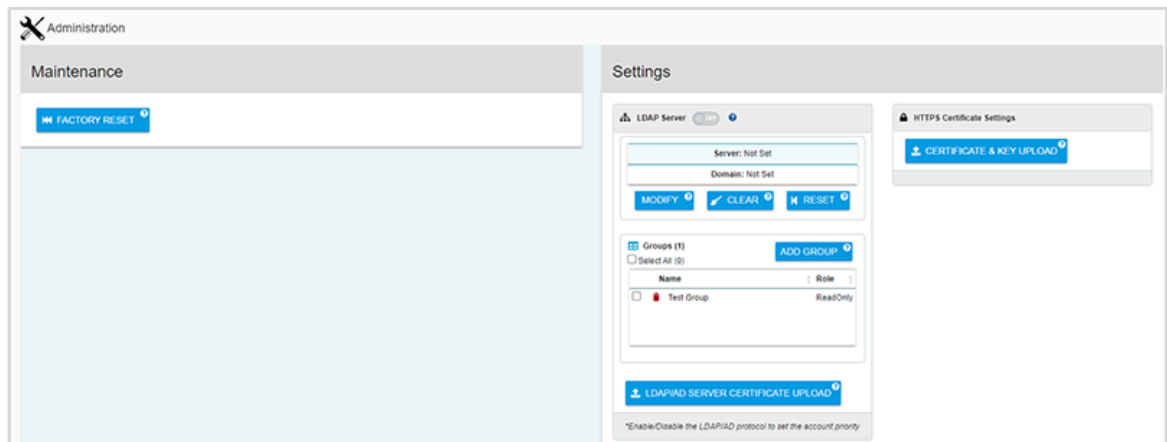 Administration
Maintenance
FACTORY RESET ?
Settings
LDAP Server OFF ?
Server: Not Set
Domain: Not Set
MODIFY ? CLEAR ? RESET ?
Groups (1)
ADD GROUP ?
Select All (0)
Name Role
Test Group ReadOnly
LDAP/AD SERVER CERTIFICATE UPLOAD ?
*Enable/Disable the LDAP/AD protocol to set the account priority
HTTPS Certificate Settings
CERTIFICATE & KEY UPLOAD ?